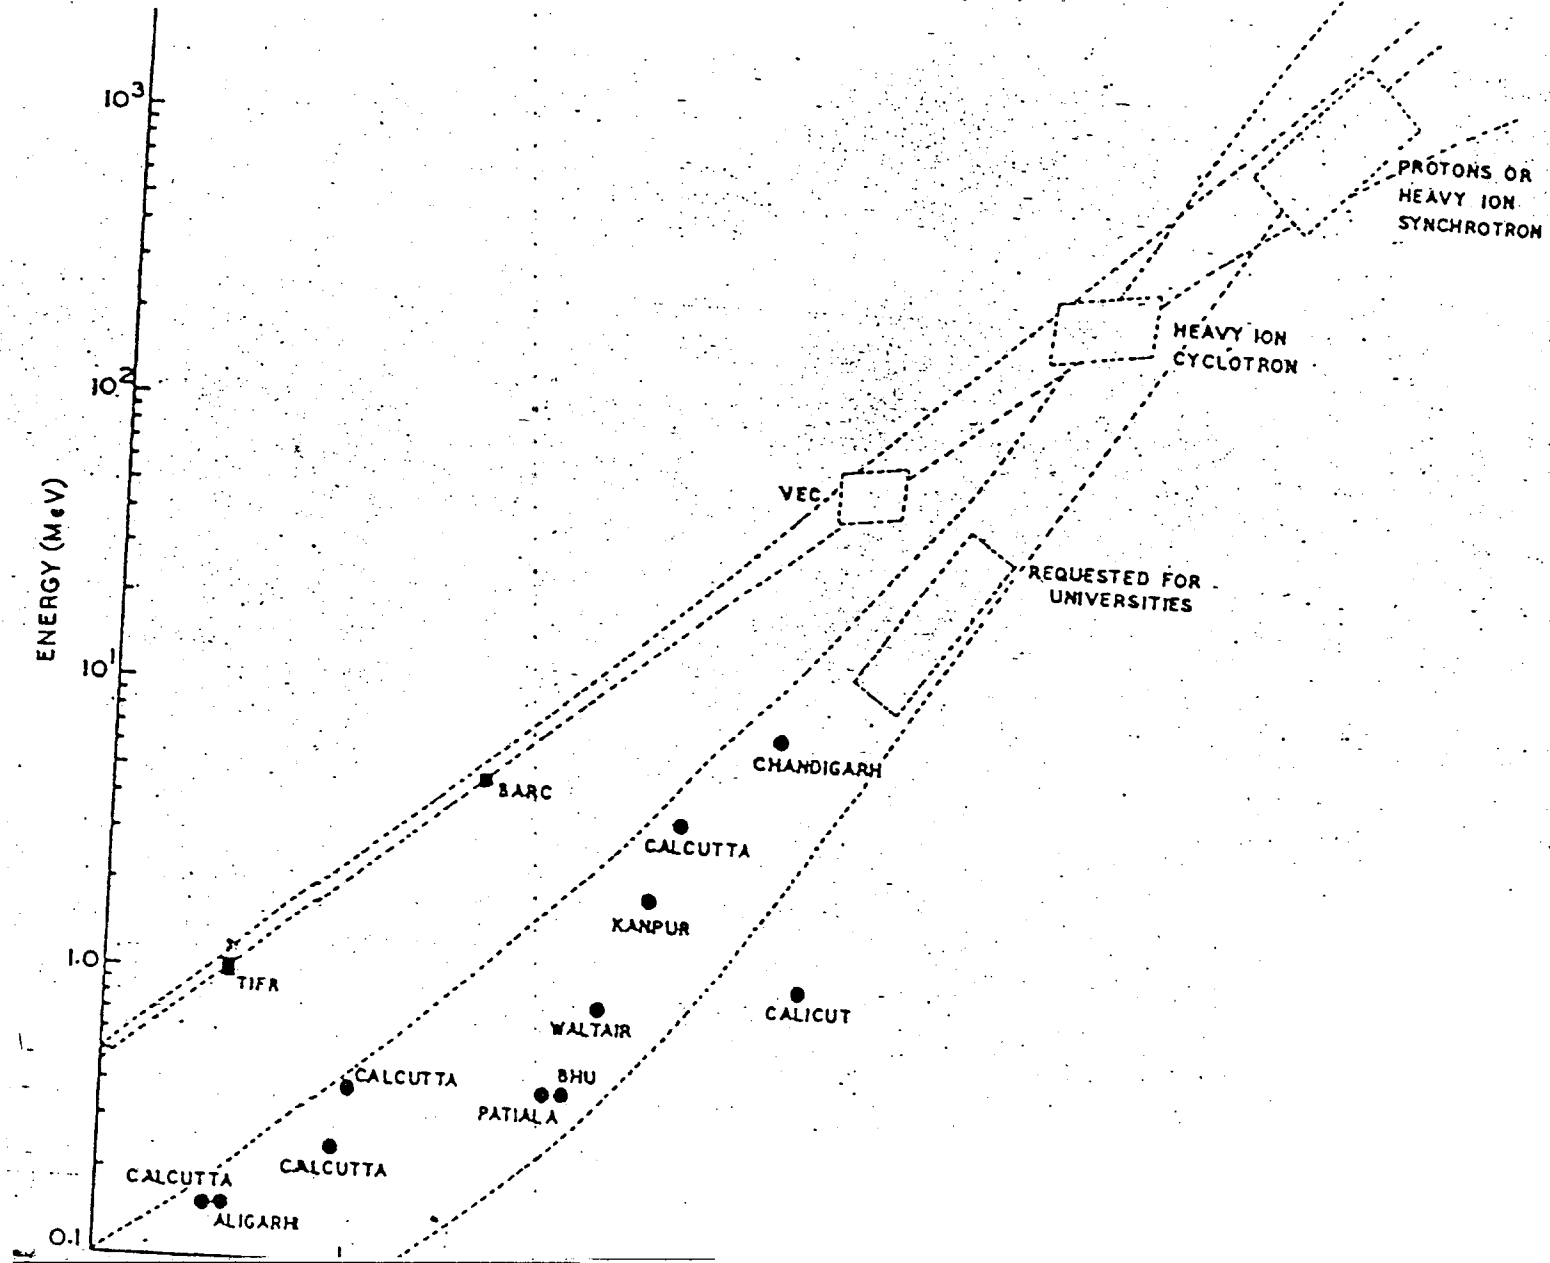 10³
PROTONS OR
HEAVY ION
SYNCHROTRON
HEAVY ION
CYCLOTRON
10²
VEC
ENERGY (MeV)
REQUESTED FOR
UNIVERSITIES
10¹
CHANDIGARH
BARC
CALCUTTA
KANPUR
1.0
TIFR
CALICUT
WALTAIR
CALCUTTA
BHU
PATIALA
CALCUTTA
CALCUTTA
ALIGARH
0.1